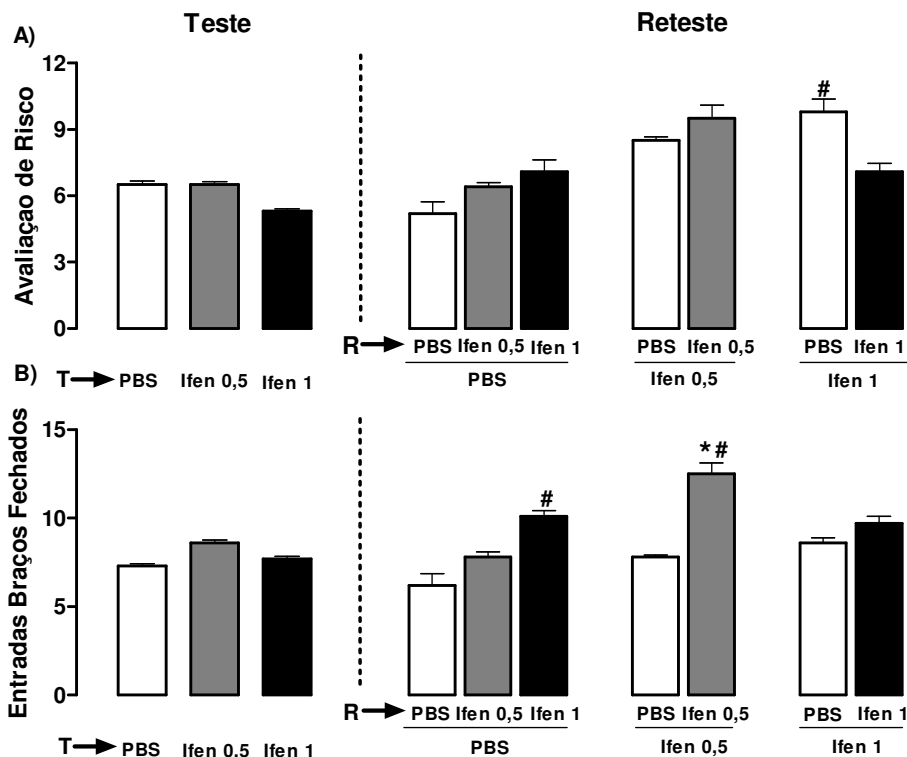 Teste
Reteste
A)
Avaliaçao de Risco
12
9
6
3
0
#
R
PBS Ifen 0,5 Ifen 1
PBS
PBS Ifen 0,5
Ifen 0,5
PBS Ifen 1
Ifen 1
T
PBS Ifen 0,5 Ifen 1
B)
Entradas Braços Fechados
15
10
5
0
#
*#
R
PBS Ifen 0,5 Ifen 1
PBS
PBS Ifen 0,5
Ifen 0,5
PBS Ifen 1
Ifen 1
T
PBS Ifen 0.5 Ifen 1